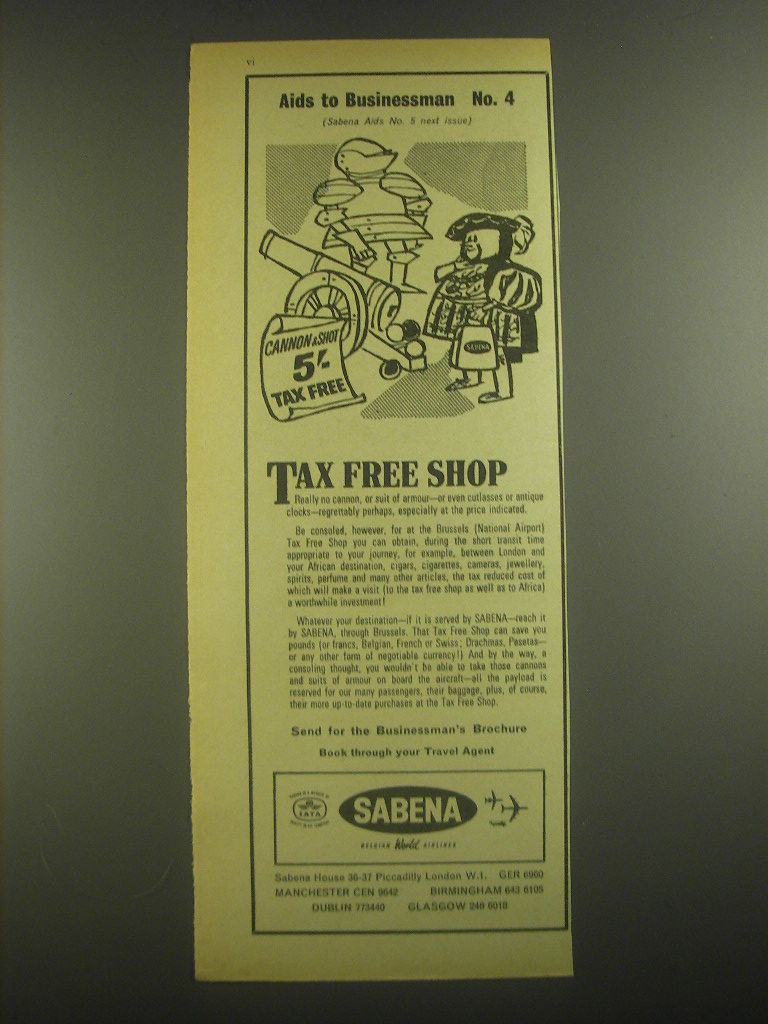 vi
Aids to Businessman No. 4
(Sabena Aids No. 5 next issue)
CANNON & SHOT
5/-
TAX FREE
SABENA
TAX FREE SHOP
Really no cannon, or suit of armour—or even cutlasses or antique
clocks—regrettably perhaps, especially at the price indicated.
Be consoled, however, for at the Brussels (National Airport)
Tax Free Shop you can obtain, during the short transit time
appropriate to your journey, for example, between London and
your African destination, cigars, cigarettes, cameras, jewellery,
spirits, perfume and many other articles, the tax reduced cost of
which will make a visit (to the tax free shop as well as to Africa)
a worthwhile investment!
Whatever your destination—if it is served by SABENA—reach it
by SABENA, through Brussels. That Tax Free Shop can save you
pounds (or francs, Belgian, French or Swiss; Drachmas, Pesetas—
or any other form of negotiable currency!) And by the way, a
consoling thought, you wouldn't be able to take those cannons
and suits of armour on board the aircraft—all the payload is
reserved for our many passengers, their baggage, plus, of course,
their more up-to-date purchases at the Tax Free Shop.
Send for the Businessman's Brochure
Book through your Travel Agent
IATA
SABENA
BELGIAN World AIRLINES
Sabena House 36-37 Piccadilly London W.1. GER 6960
MANCHESTER CEN 9642 BIRMINGHAM 643 6105
DUBLIN 773440 GLASGOW 248 6018